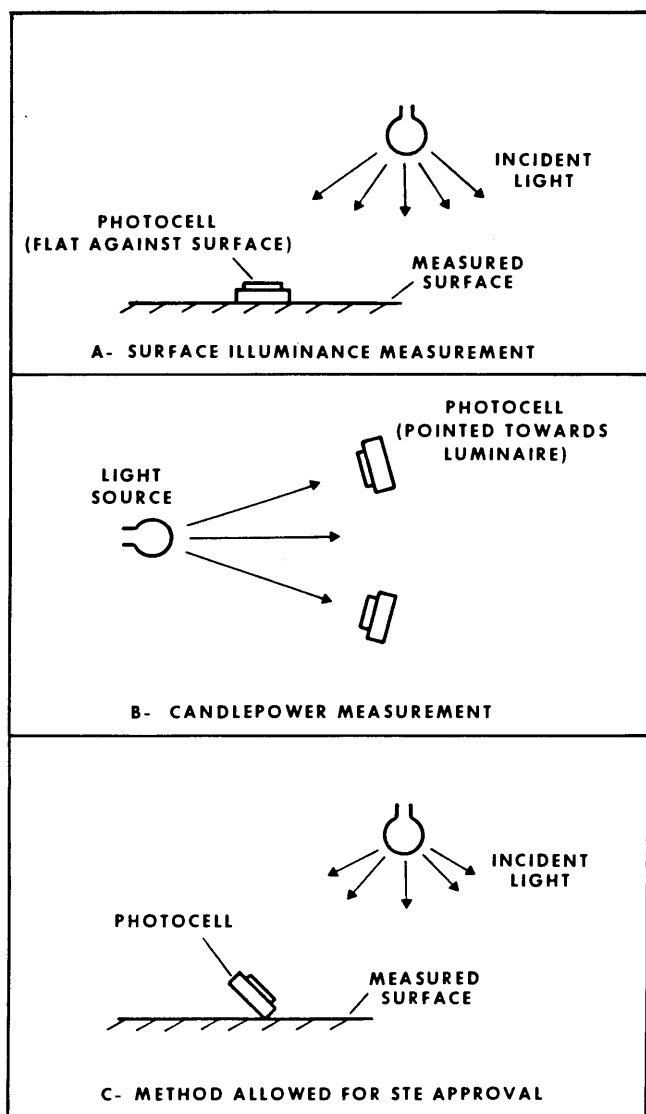 INCIDENT
LIGHT
PHOTOCELL
(FLAT AGAINST SURFACE)
MEASURED
SURFACE
A- SURFACE ILLUMINANCE MEASUREMENT
PHOTOCELL
(POINTED TOWARDS
LUMINAIRE)
LIGHT
SOURCE
B- CANDLEPOWER MEASUREMENT
INCIDENT
LIGHT
PHOTOCELL
MEASURED
SURFACE
C- METHOD ALLOWED FOR STE APPROVAL